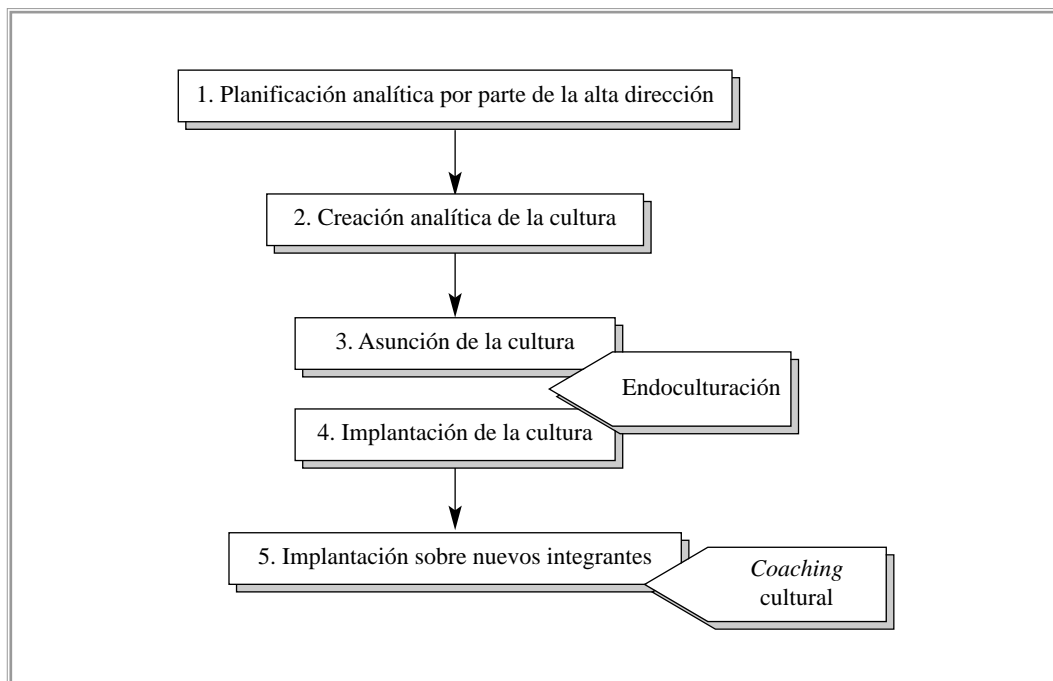 1. Planificación analítica por parte de la alta dirección
2. Creación analítica de la cultura
3. Asunción de la cultura
Endoculturación
4. Implantación de la cultura
5. Implantación sobre nuevos integrantes
Coaching
cultural